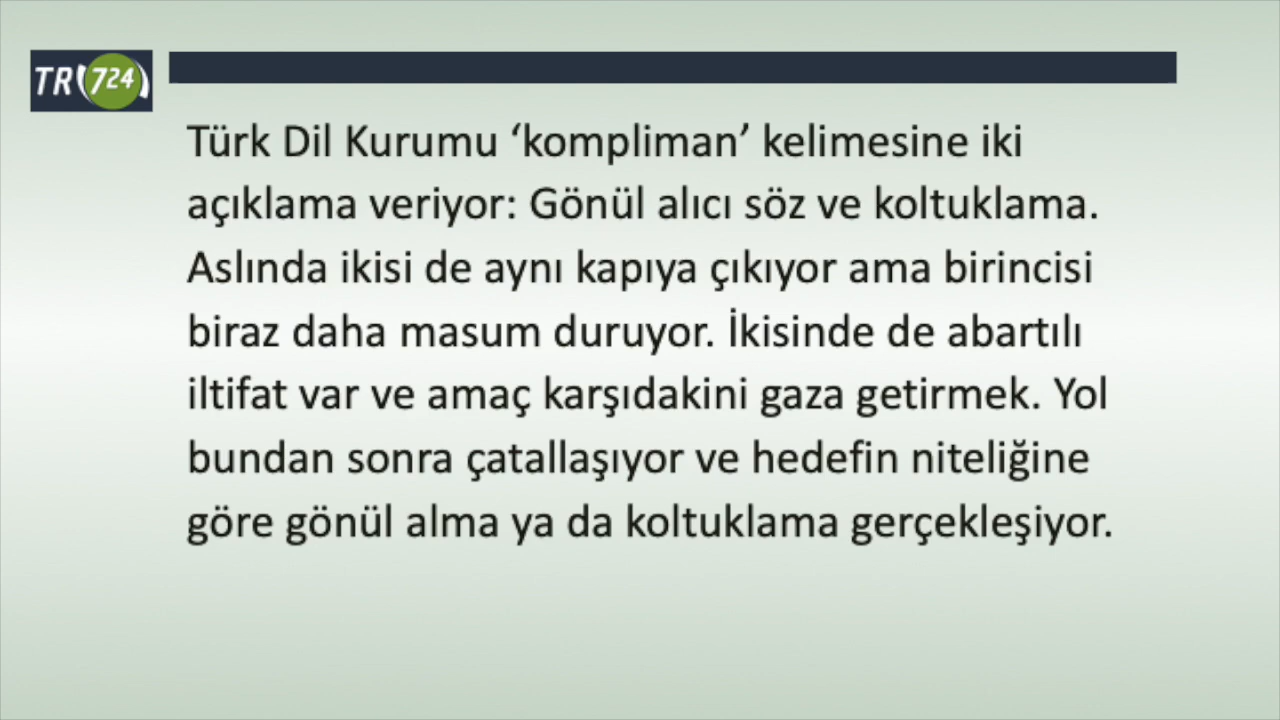 TR724
Türk Dil Kurumu ‘kompliman’ kelimesine iki
açıklama veriyor: Gönül alıcı söz ve koltuklama.
Aslında ikisi de aynı kapıya çıkıyor ama birincisi
biraz daha masum duruyor. İkisinde de abartılı
iltifat var ve amaç karşıdakini gaza getirmek. Yol
bundan sonra çatallaşıyor ve hedefin niteliğine
göre gönül alma ya da koltuklama gerçekleşiyor.